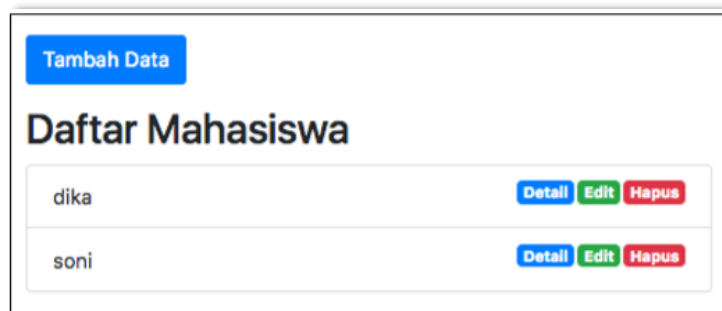 Tambah Data
Daftar Mahasiswa
dika Detail Edit Hapus
soni Detail Edit Hapus